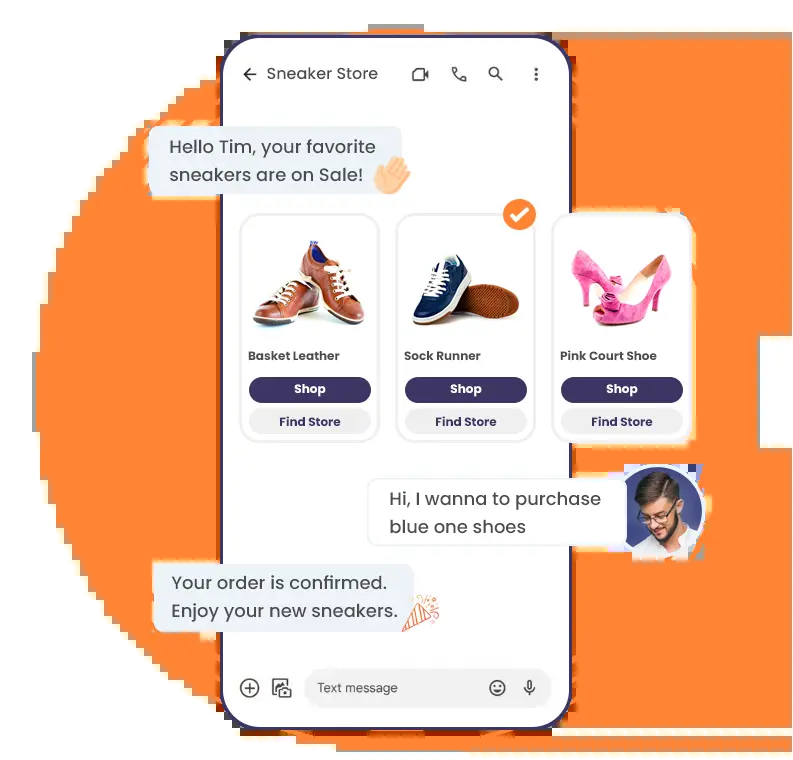 Sneaker Store
Hello Tim, your favorite
sneakers are on Sale!
Basket Leather
Shop
Find Store
Sock Runner
Shop
Find Store
Pink Court Shoe
Shop
Find Store
Hi, I wanna to purchase
blue one shoes
Your order is confirmed.
Enjoy your new sneakers.
Text message